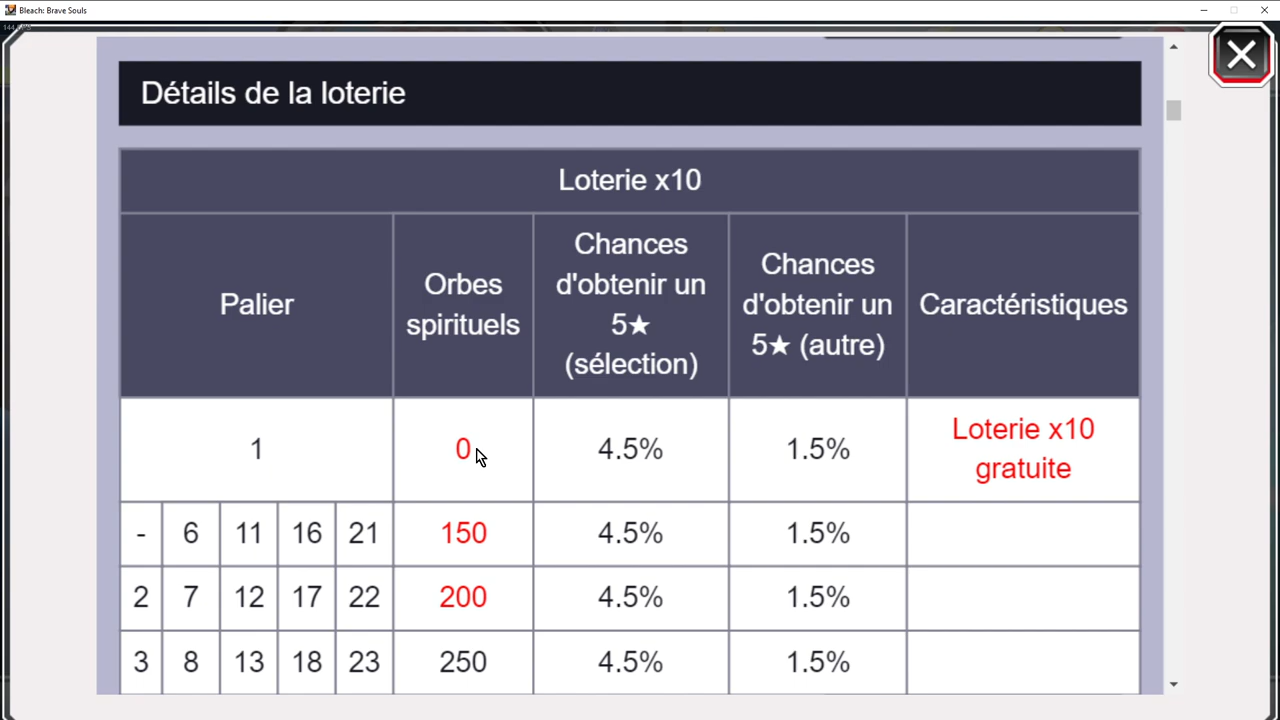 Bleach: Brave Souls
Détails de la loterie
Loterie x10
Palier
Orbes
spirituels
Chances
d'obtenir un
5★
(sélection)
Chances
d'obtenir un
5★ (autre)
Caractéristiques
1
0
4.5%
1.5%
Loterie x10
gratuite
- 6 11 16 21 150 4.5% 1.5%
2 7 12 17 22 200 4.5% 1.5%
3 8 13 18 23 250 4.5% 1.5%